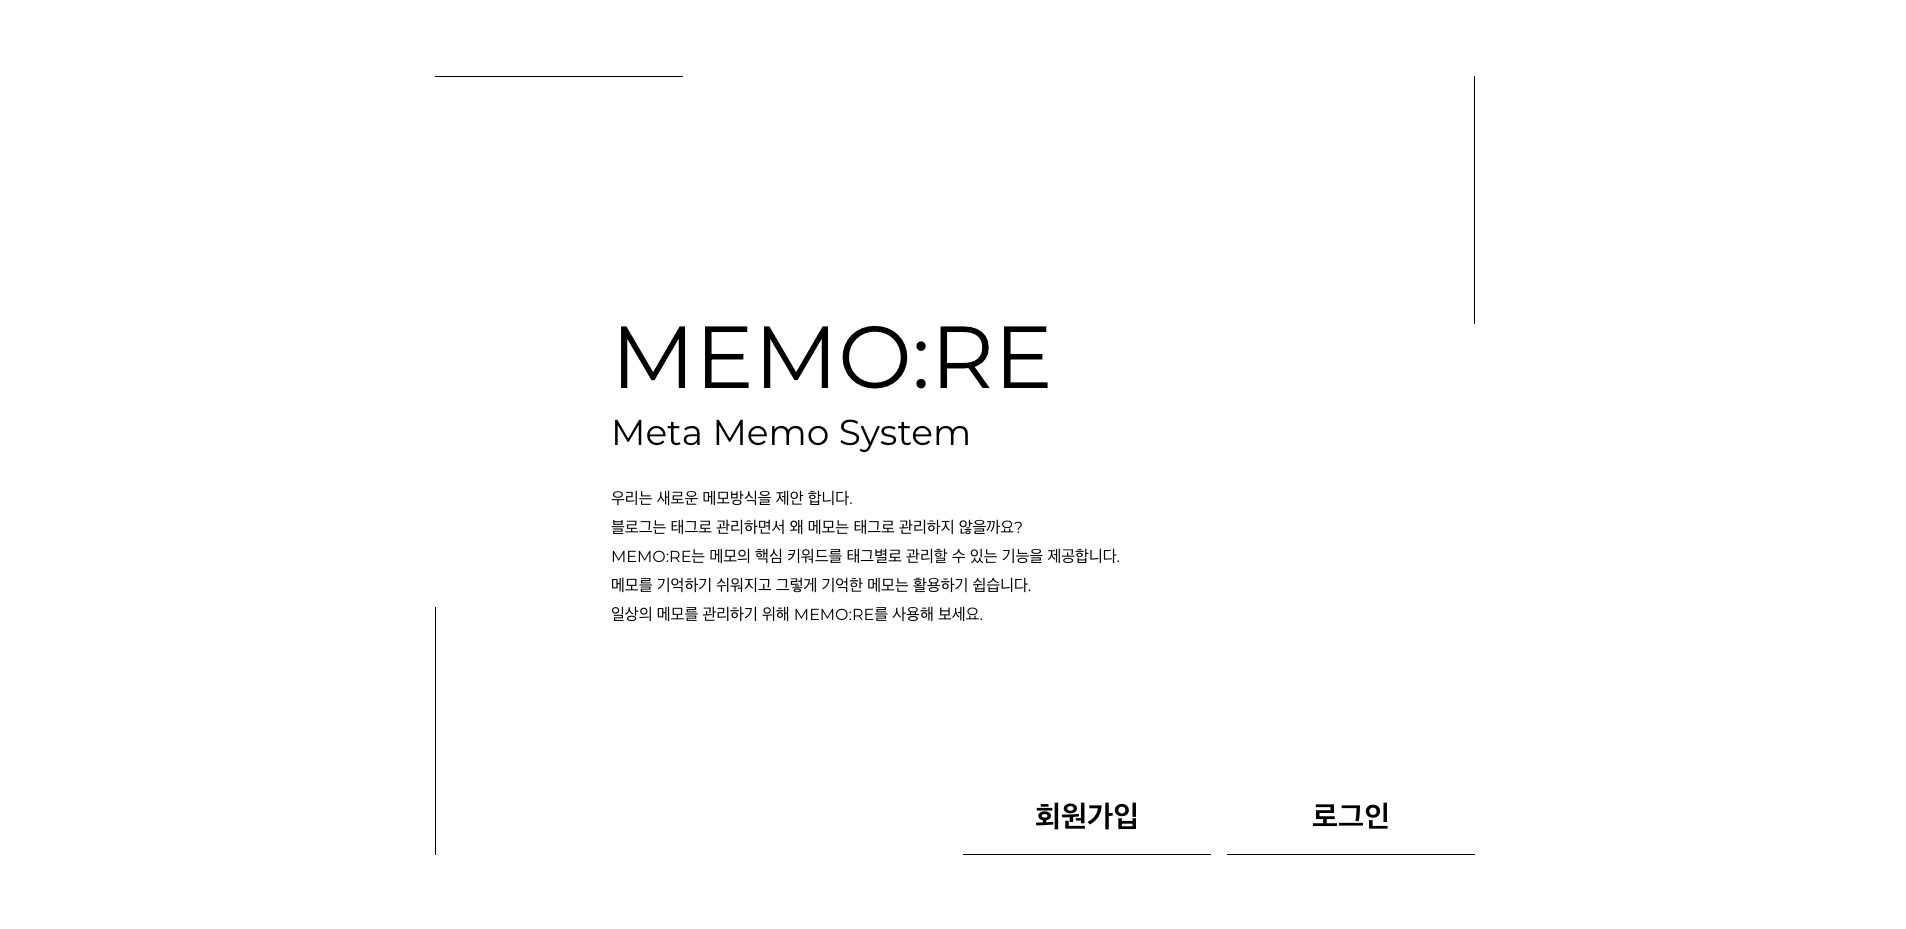 MEMO:RE
Meta Memo System
우리는 새로운 메모방식을 제안 합니다.
블로그는 태그로 관리하면서 왜 메모는 태그로 관리하지 않을까요?
MEMO:RE는 메모의 핵심 키워드를 태그별로 관리할 수 있는 기능을 제공합니다.
메모를 기억하기 쉬워지고 그렇게 기억한 메모는 활용하기 쉽습니다.
일상의 메모를 관리하기 위해 MEMO:RE를 사용해 보세요.
회원가입 로그인